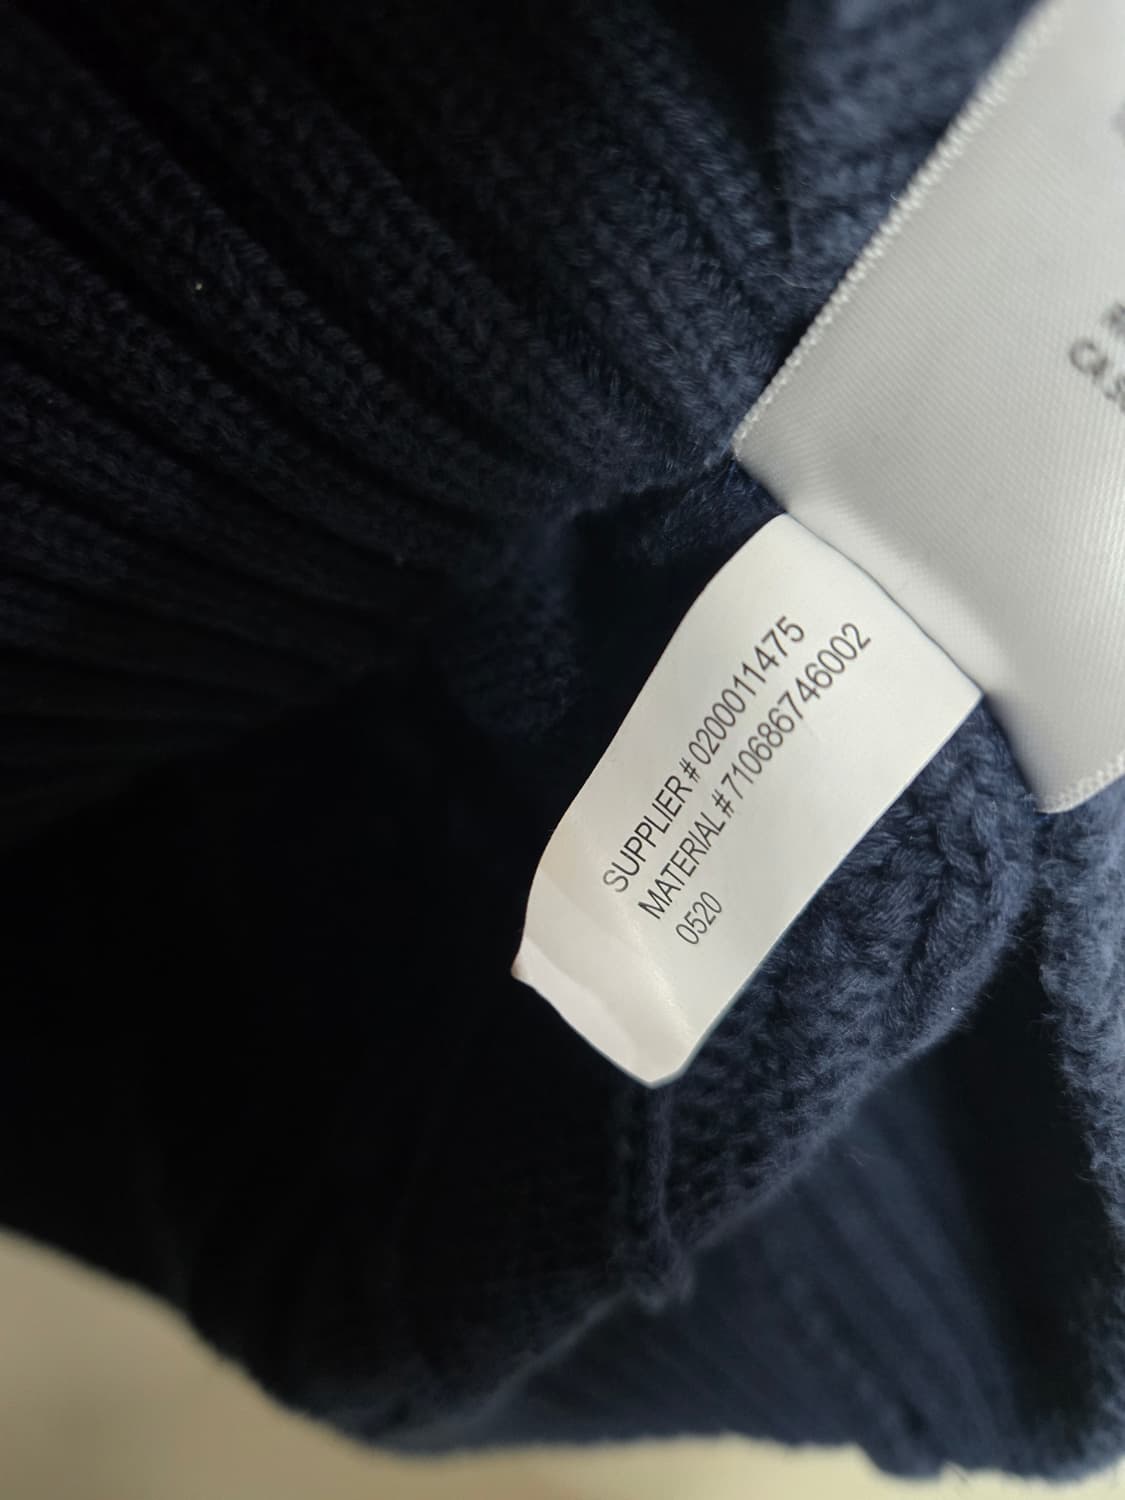 SUPPLIER # 0200011475
MATERIAL # 710686746002
0520